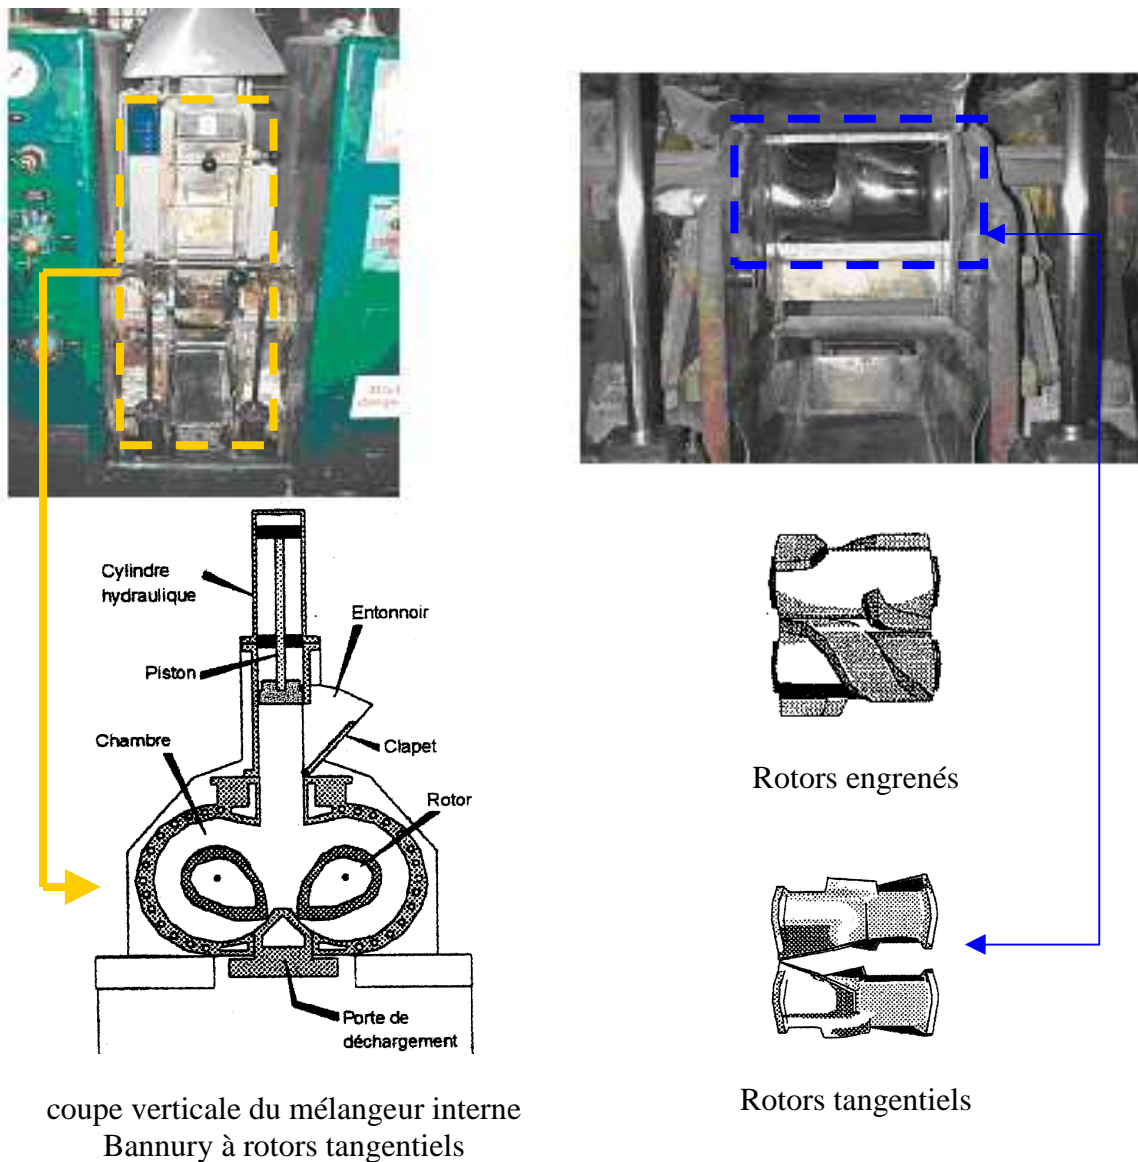 Cylindre
hydraulique
Entonnoir
Piston
Chambre
Clapet
Rotor
Porte de
déchargement
coupe verticale du mélangeur interne
Bannury à rotors tangentiels
Rotors engrenés
Rotors tangentiels